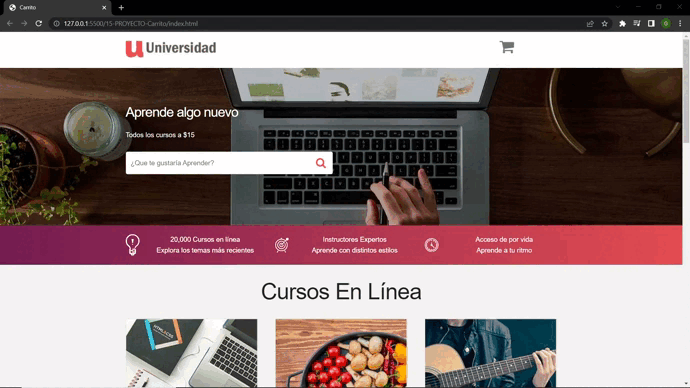 Carrito
127.0.0.1:5500/15-PROYECTO-Carrito/index.html
Universidad
Aprende algo nuevo
Todos los cursos a $15
¿Que te gustaría Aprender?
20,000 Cursos en línea
Explora los temas más recientes
Instructores Expertos
Aprende con distintos estilos
Acceso de por vida
Aprende a tu ritmo
Cursos En Línea